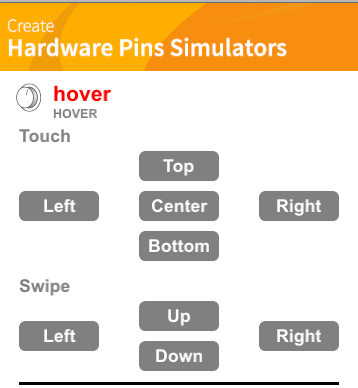 Create
Hardware Pins Simulators
hover
HOVER
Touch
Top
Left Center Right
Bottom
Swipe
Up
Left Right
Down